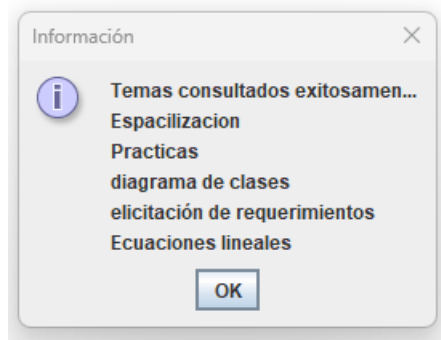 Información
Temas consultados exitosamen...
Espacilizacion
Practicas
diagrama de clases
elicitación de requerimientos
Ecuaciones lineales
OK